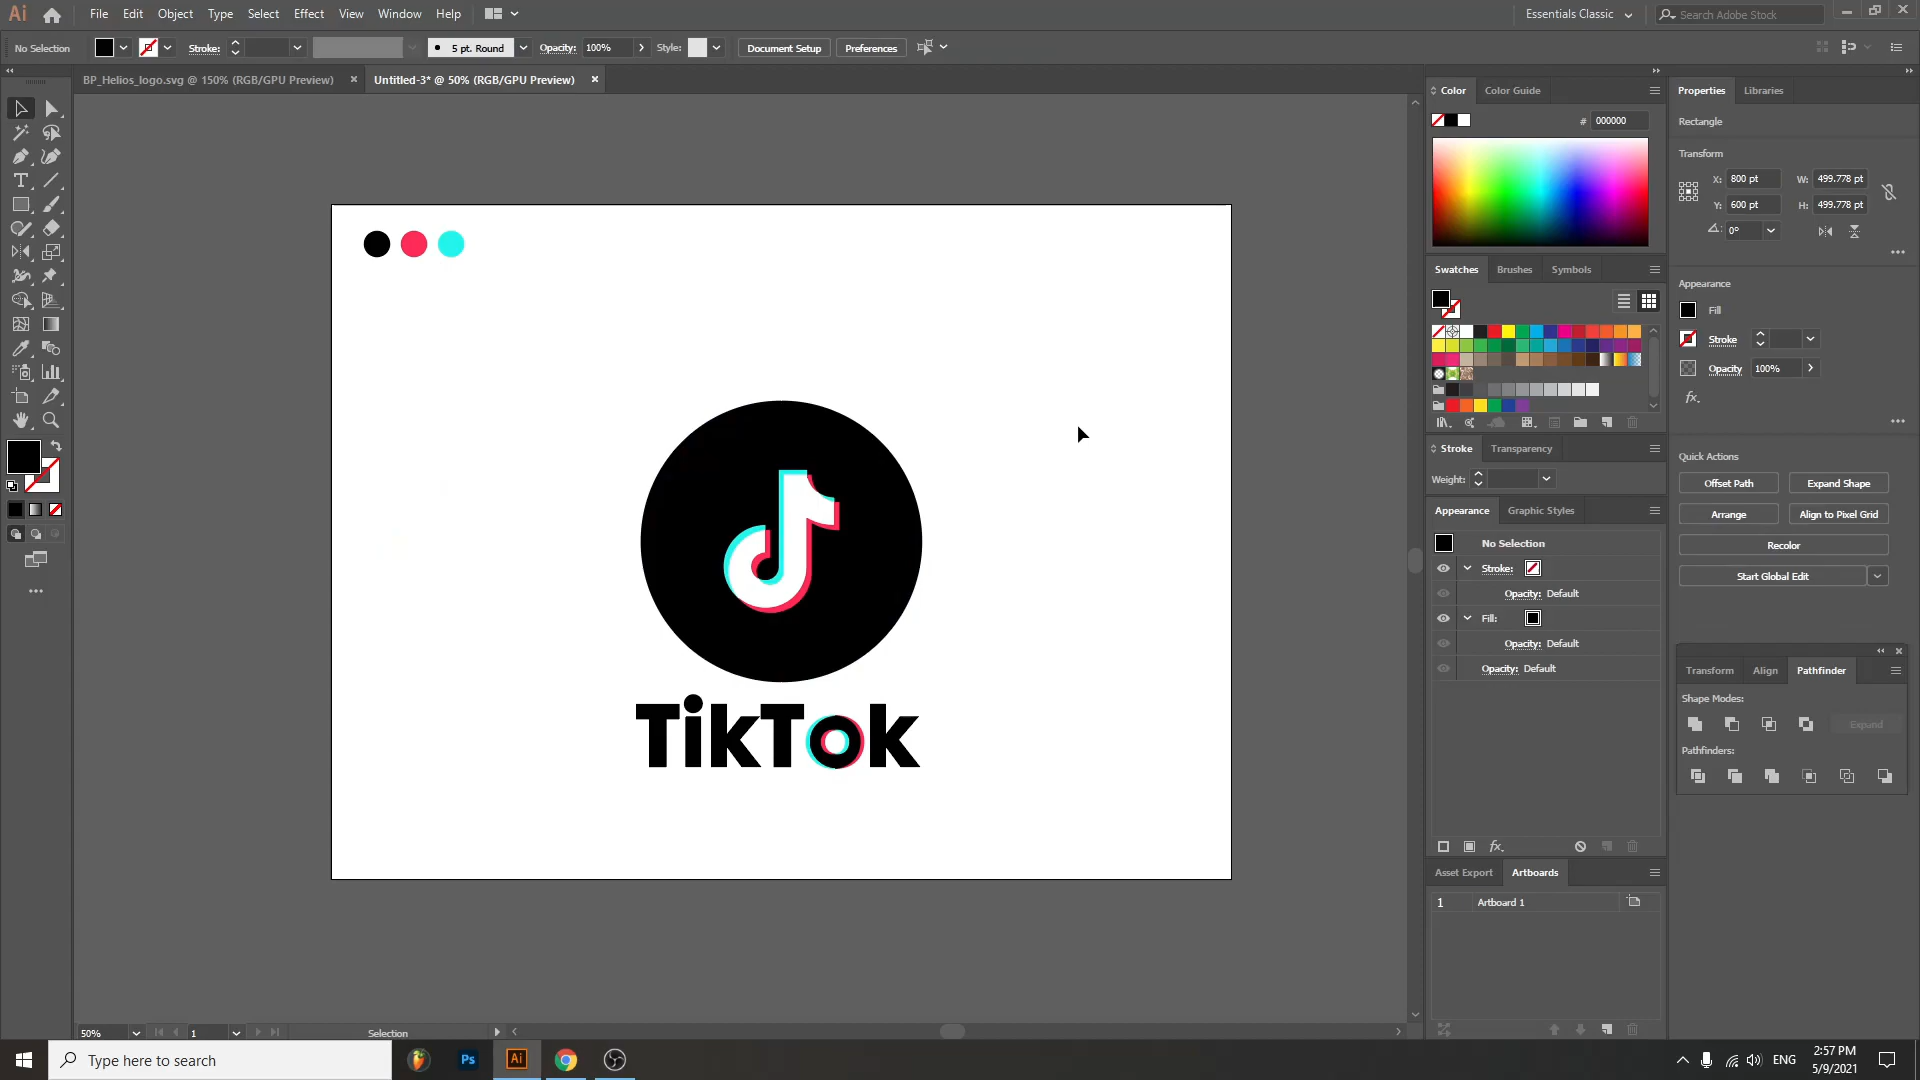 Ai File Edit Object Type Select Effect View Window Help Essentials Classic Search Adobe Stock
No Selection Stroke: 5 pt. Round Opacity: 100% Style: Document Setup Preferences
BP_Helios_logo.svg @ 150% (RGB/GPU Preview) Untitled-3* @ 50% (RGB/GPU Preview)
TikTok
50% 1 Selection
Color Color Guide
# 000000
Swatches Brushes Symbols
Stroke Transparency
Weight:
Appearance Graphic Styles
No Selection
Stroke:
Opacity: Default
Fill:
Opacity: Default
Opacity: Default
fx.
Asset Export Artboards
1 Artboard 1
Properties Libraries
Rectangle
Transform
X: 800 pt W: 499.778 pt
Y: 600 pt H: 499.778 pt
0°
Appearance
Fill
Stroke
Opacity 100%
fx.
Quick Actions
Offset Path Expand Shape
Arrange Align to Pixel Grid
Recolor
Start Global Edit
Transform Align Pathfinder
Shape Modes:
Expand
Pathfinders:
Type here to search Ps Ai ENG 2:57 PM
5/9/2021